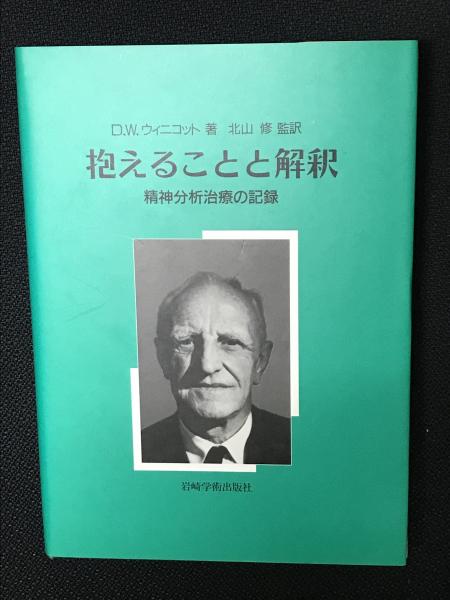 D.W.ウィニコット 著 北山 修 監訳
抱えることと解釈
精神分析治療の記録
岩崎学術出版社